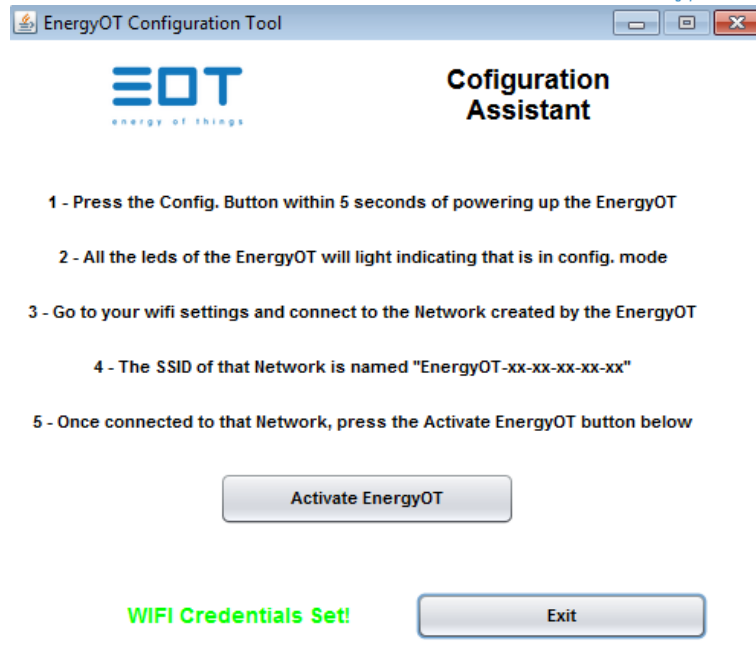 EnergyOT Configuration Tool
EOT
energy of things
Cofiguration
Assistant
1 - Press the Config. Button within 5 seconds of powering up the EnergyOT
2 - All the leds of the EnergyOT will light indicating that is in config. mode
3 - Go to your wifi settings and connect to the Network created by the EnergyOT
4 - The SSID of that Network is named "EnergyOT-xx-xx-xx-xx-xx"
5 - Once connected to that Network, press the Activate EnergyOT button below
Activate EnergyOT
WIFI Credentials Set!
Exit